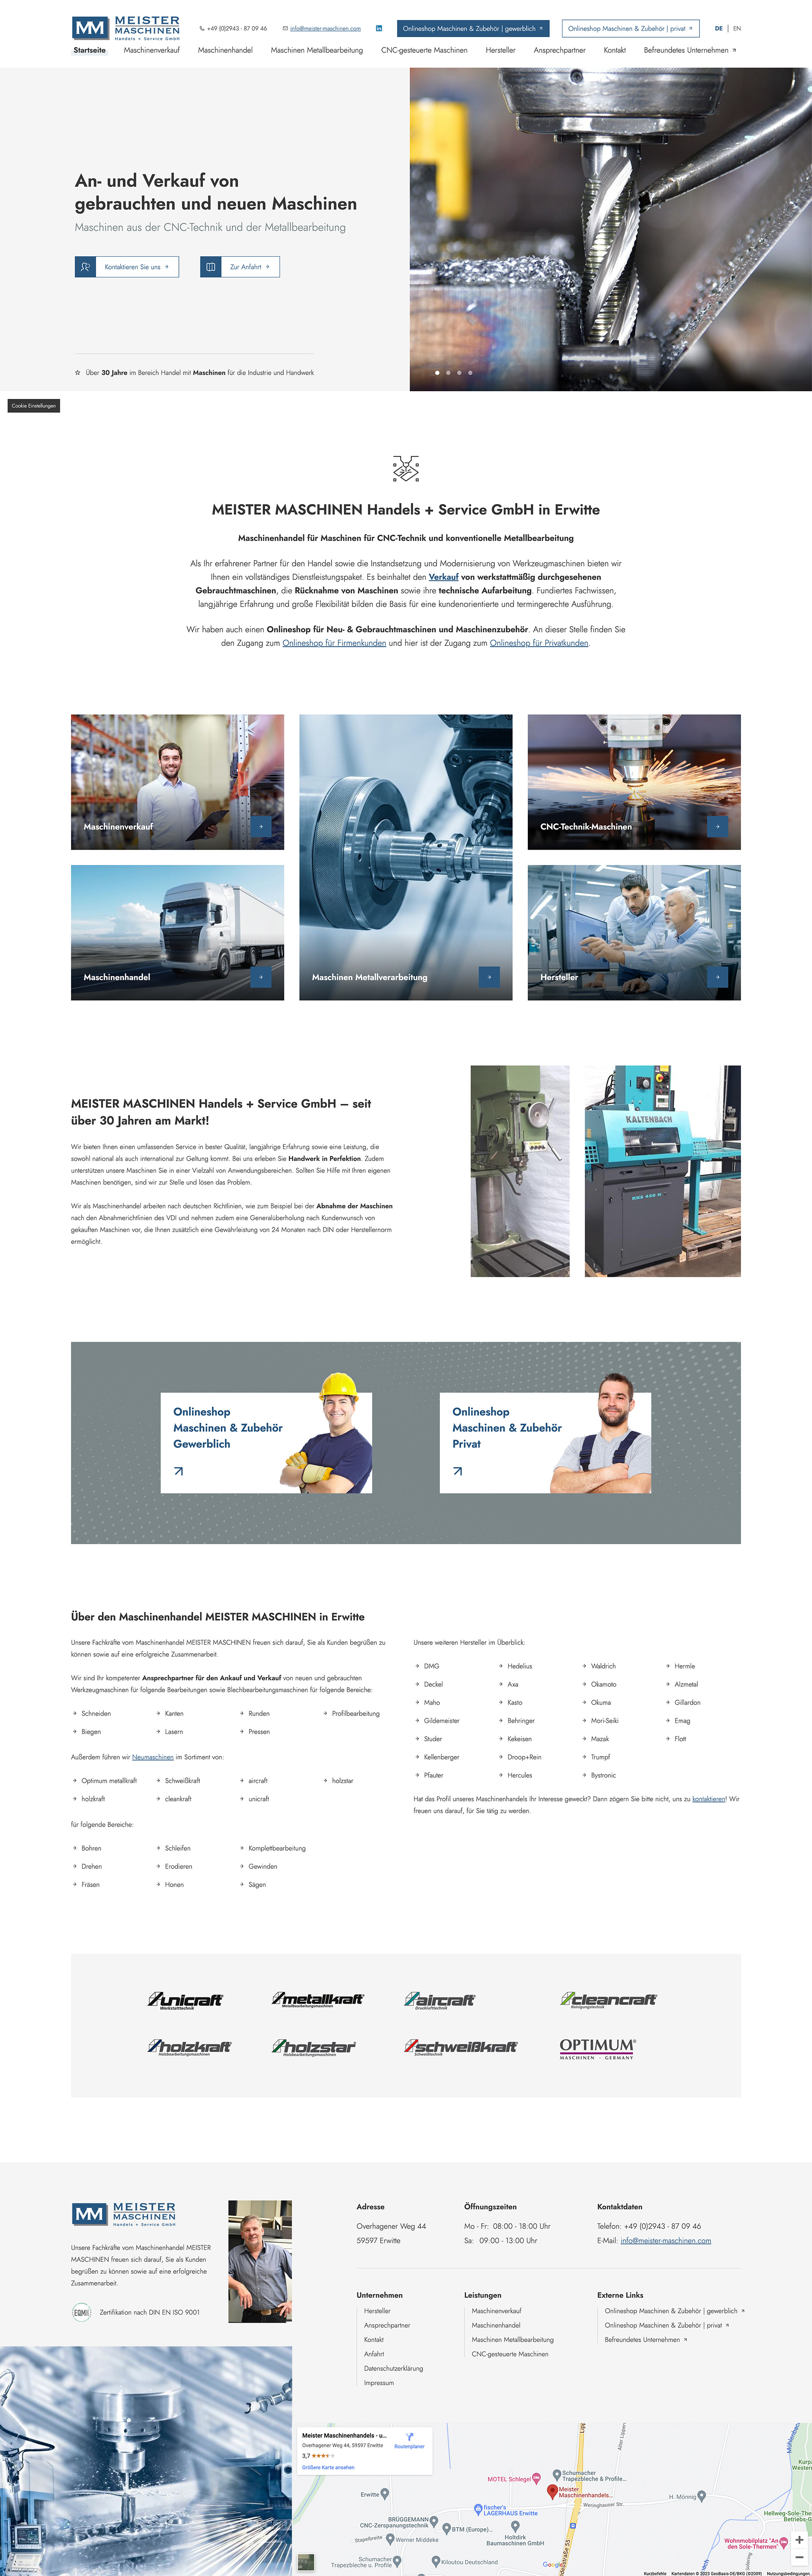 MM MEISTER
MASCHINEN
Handels + Service GmbH
+49 (0)2943 - 87 09 46
info@meister-maschinen.com
Onlineshop Maschinen & Zubehör | gewerblich
Onlineshop Maschinen & Zubehör | privat
DE | EN
Startseite Maschinenverkauf Maschinenhandel Maschinen Metallbearbeitung CNC-gesteuerte Maschinen Hersteller Ansprechpartner Kontakt Befreundetes Unternehmen
An- und Verkauf von
gebrauchten und neuen Maschinen
Maschinen aus der CNC-Technik und der Metallbearbeitung
Kontaktieren Sie uns
Zur Anfahrt
Über 30 Jahre im Bereich Handel mit Maschinen für die Industrie und Handwerk
Cookie Einstellungen
MEISTER MASCHINEN Handels + Service GmbH in Erwitte
Maschinenhandel für Maschinen für CNC-Technik und konventionelle Metallbearbeitung
Als Ihr erfahrener Partner für den Handel sowie die Instandsetzung und Modernisierung von Werkzeugmaschinen bieten wir
Ihnen ein vollständiges Dienstleistungspaket. Es beinhaltet den Verkauf von werkstattmäßig durchgesehenen
Gebrauchtmaschinen, die Rücknahme von Maschinen sowie ihre technische Aufarbeitung. Fundiertes Fachwissen,
langjährige Erfahrung und große Flexibilität bilden die Basis für eine kundenorientierte und termingerechte Ausführung.
Wir haben auch einen Onlineshop für Neu- & Gebrauchtmaschinen und Maschinenzubehör. An dieser Stelle finden Sie
den Zugang zum Onlineshop für Firmenkunden und hier ist der Zugang zum Onlineshop für Privatkunden.
Maschinenverkauf
CNC-Technik-Maschinen
Maschinenhandel
Maschinen Metallverarbeitung
Hersteller
MEISTER MASCHINEN Handels + Service GmbH – seit
über 30 Jahren am Markt!
Wir bieten Ihnen einen umfassenden Service in bester Qualität, langjährige Erfahrung sowie eine Leistung, die
sowohl national als auch international zur Geltung kommt. Bei uns erleben Sie Handwerk in Perfektion. Zudem
unterstützen unsere Maschinen Sie in einer Vielzahl von Anwendungsbereichen. Sollten Sie Hilfe mit Ihren eigenen
Maschinen benötigen, sind wir zur Stelle und lösen das Problem.
Wir als Maschinenhandel arbeiten nach deutschen Richtlinien, wie zum Beispiel bei der Abnahme der Maschinen
nach den Abnahmerichtlinien des VDI und nehmen zudem eine Generalüberholung nach Kundenwunsch von
gekauften Maschinen vor, die Ihnen zusätzlich eine Gewährleistung von 24 Monaten nach DIN oder Herstellernorm
ermöglicht.
KALTENBACH
Onlineshop
Maschinen & Zubehör
Gewerblich
Onlineshop
Maschinen & Zubehör
Privat
Über den Maschinenhandel MEISTER MASCHINEN in Erwitte
Unsere Fachkräfte vom Maschinenhandel MEISTER MASCHINEN freuen sich darauf, Sie als Kunden begrüßen zu
können sowie auf eine erfolgreiche Zusammenarbeit.
Wir sind Ihr kompetenter Ansprechpartner für den Ankauf und Verkauf von neuen und gebrauchten
Werkzeugmaschinen für folgende Bearbeitungen sowie Blechbearbeitungsmaschinen für folgende Bereiche:
Schneiden Kanten Runden Profilbearbeitung
Biegen Lasern Pressen
Außerdem führen wir Neumaschinen im Sortiment von:
Optimum metallkraft Schweißkraft aircraft holzstar
holzkraft cleankraft unicraft
für folgende Bereiche:
Bohren Schleifen Komplettbearbeitung
Drehen Erodieren Gewinden
Fräsen Honen Sägen
Unsere weiteren Hersteller im Überblick:
DMG Hedelius Waldrich Hermle
Deckel Axa Okamoto Alzmetal
Maho Kasto Okuma Gillardon
Gildemeister Behringer Mori-Seiki Emag
Studer Kekeisen Mazak Flott
Kellenberger Droop+Rein Trumpf
Pfauter Hercules Bystronic
Hat das Profil unseres Maschinenhandels Ihr Interesse geweckt? Dann zögern Sie bitte nicht, uns zu kontaktieren! Wir
freuen uns darauf, für Sie tätig zu werden.
unicraft
Werkstatttechnik
metallkraft
Metallbearbeitungsmaschinen
aircraft
Drucklufttechnik
cleancraft
Reinigungstechnik
holzkraft
Holzbearbeitungsmaschinen
holzstar
Holzbearbeitungsmaschinen
schweißkraft
Schweißtechnik
OPTIMUM
MASCHINEN - GERMANY
MM MEISTER
MASCHINEN
Handels + Service GmbH
Unsere Fachkräfte vom Maschinenhandel MEISTER
MASCHINEN freuen sich darauf, Sie als Kunden
begrüßen zu können sowie auf eine erfolgreiche
Zusammenarbeit.
Zertifikation nach DIN EN ISO 9001
Adresse
Overhagener Weg 44
59597 Erwitte
Öffnungszeiten
Mo - Fr: 08:00 - 18:00 Uhr
Sa: 09:00 - 13:00 Uhr
Kontaktdaten
Telefon: +49 (0)2943 - 87 09 46
E-Mail: info@meister-maschinen.com
Unternehmen
Hersteller
Ansprechpartner
Kontakt
Anfahrt
Datenschutzerklärung
Impressum
Leistungen
Maschinenverkauf
Maschinenhandel
Maschinen Metallbearbeitung
CNC-gesteuerte Maschinen
Externe Links
Onlineshop Maschinen & Zubehör | gewerblich
Onlineshop Maschinen & Zubehör | privat
Befreundetes Unternehmen
Meister Maschinenhandels - u...
Overhagener Weg 44, 59597 Erwitte
3,7
Größere Karte ansehen
Routenplaner
MOTEL Schlegel
Schumacher
Trapezbleche & Profile...
Meister
Maschinenhandels...
Erwitte
fischer's
LAGERHAUS Erwitte
H. Mönnig
BRÜGGEMANN
CNC-Zerspanungstechnik
BTM (Europe)...
Holtdirk
Baumaschinen GmbH
Werner Middeke
Schumacher
Trapezbleche u. Profile
Kiloutou Deutschland
Wohnmobilplatz "An
den Sole-Thermen"
Google
Kurzbefehle Kartendaten © 2023 GeoBasis-DE/BKG (©2009) Nutzungsbedingungen